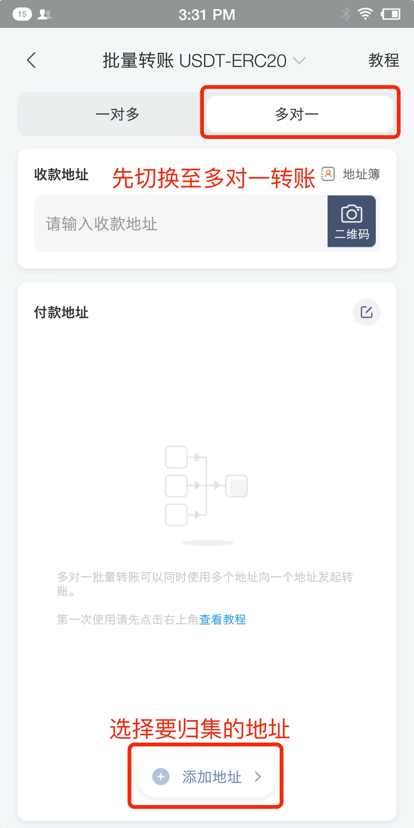 15
3:31 PM
批量转账 USDT-ERC20
教程
一对多
多对一
收款地址
先切换至多对一转账
地址簿
请输入收款地址
二维码
付款地址
多对一批量转账可以同时使用多个地址向一个地址发起转
账。
第一次使用请先点击右上角查看教程
选择要归集的地址
添加地址